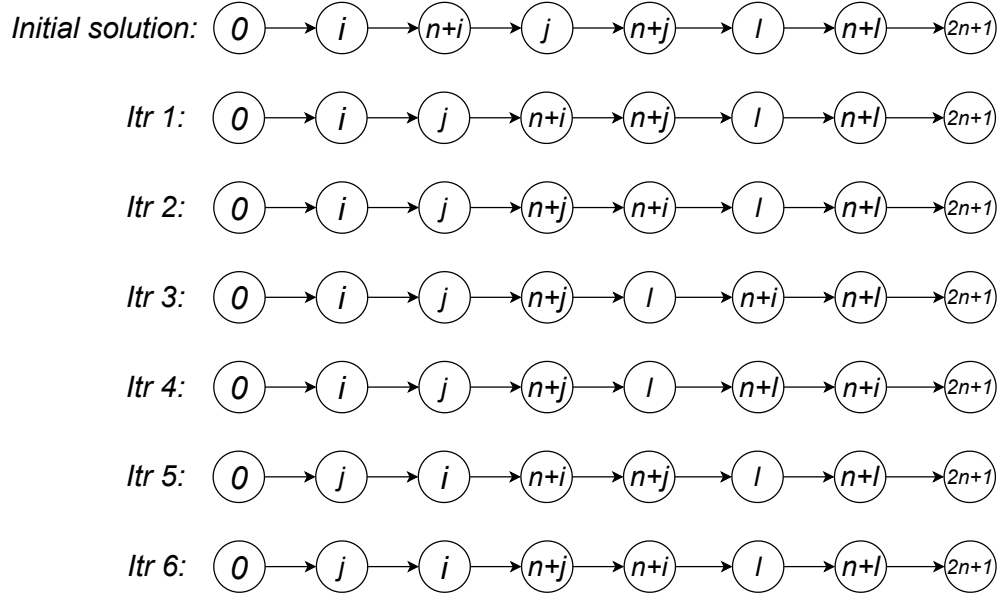 Initial solution: 0 i n+i j n+j l n+l 2n+1
Itr 1: 0 i j n+i n+j l n+l 2n+1
Itr 2: 0 i j n+j n+i l n+l 2n+1
Itr 3: 0 i j n+j l n+i n+l 2n+1
Itr 4: 0 i j n+j l n+l n+i 2n+1
Itr 5: 0 j i n+i n+j l n+l 2n+1
Itr 6: 0 j i n+j n+i l n+l 2n+1